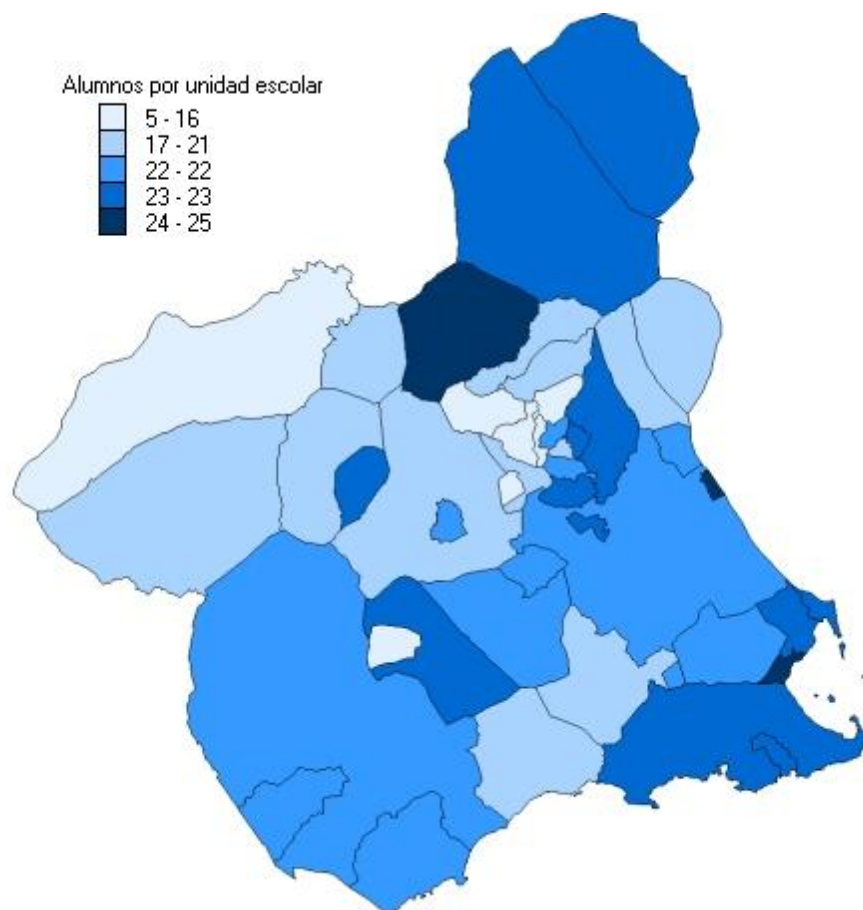 Alumnos por unidad escolar
5 - 16
17 - 21
22 - 22
23 - 23
24 - 25